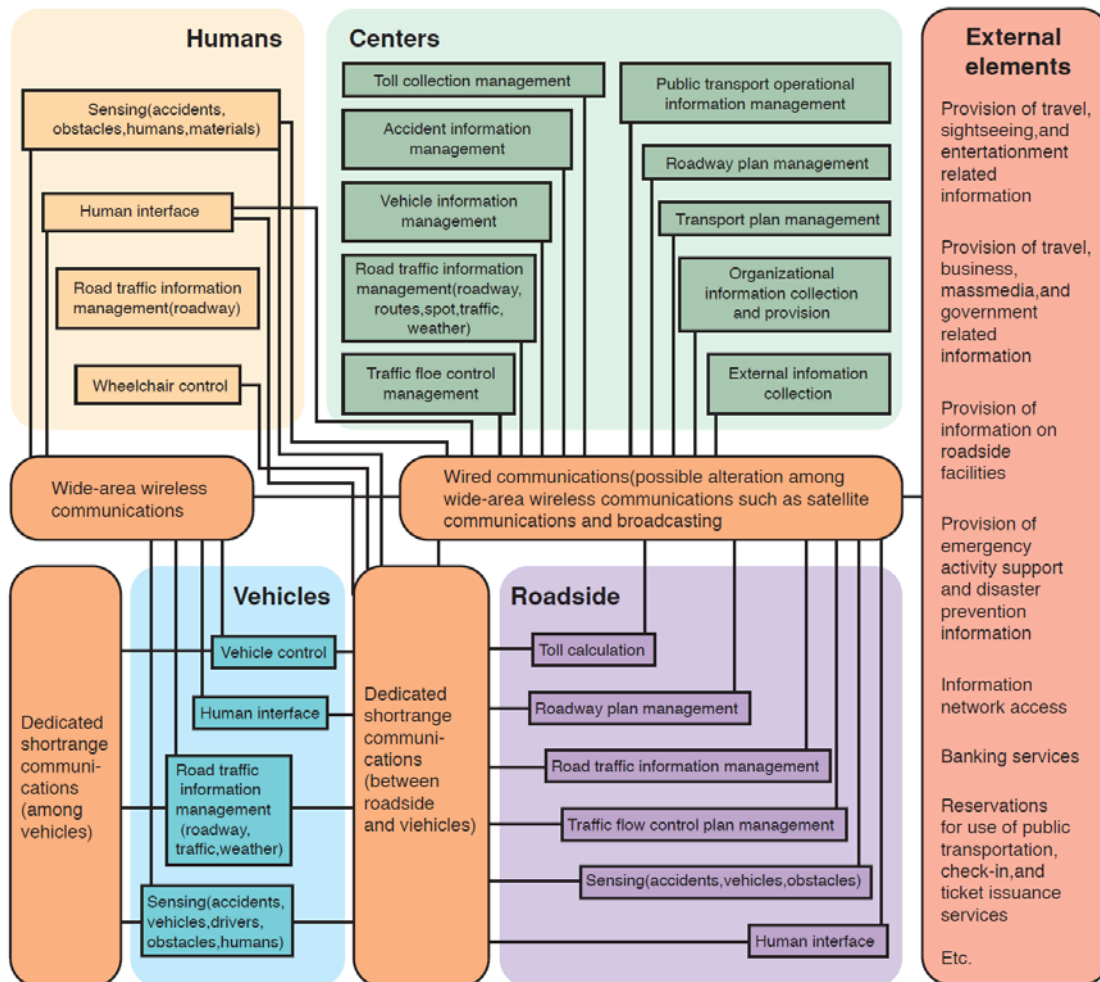 Humans
Sensing(accidents,
obstacles,humans,materials)
Human interface
Road traffic information
management(roadway)
Wheelchair control
Centers
Toll collection management
Accident information
management
Vehicle information
management
Road traffic information
management(roadway,
routes,spot,traffic,
weather)
Traffic floe control
management
Public transport operational
information management
Roadway plan management
Transport plan management
Organizational
information collection
and provision
External infomation
collection
Wide-area wireless
communications
Wired communications(possible alteration among
wide-area wireless communications such as satellite
communications and broadcasting
Dedicated
shortrange
communi-
cations
(among
vehicles)
Vehicles
Vehicle control
Human interface
Road traffic
information
management
(roadway,
traffic,weather)
Sensing(accidents,
vehicles,drivers,
obstacles,humans)
Dedicated
shortrange
communi-
cations
(between
roadside
and viehicles)
Roadside
Toll calculation
Roadway plan management
Road traffic information management
Traffic flow control plan management
Sensing(accidents,vehicles,obstacles)
Human interface
External
elements
Provision of travel,
sightseeing,and
entertationment
related
information
Provision of travel,
business,
massmedia,and
government
related
information
Provision of
information on
roadside
facilities
Provision of
emergency
activity support
and disaster
prevention
information
Information
network access
Banking services
Reservations
for use of public
transportation,
check-in,and
ticket issuance
services
Etc.